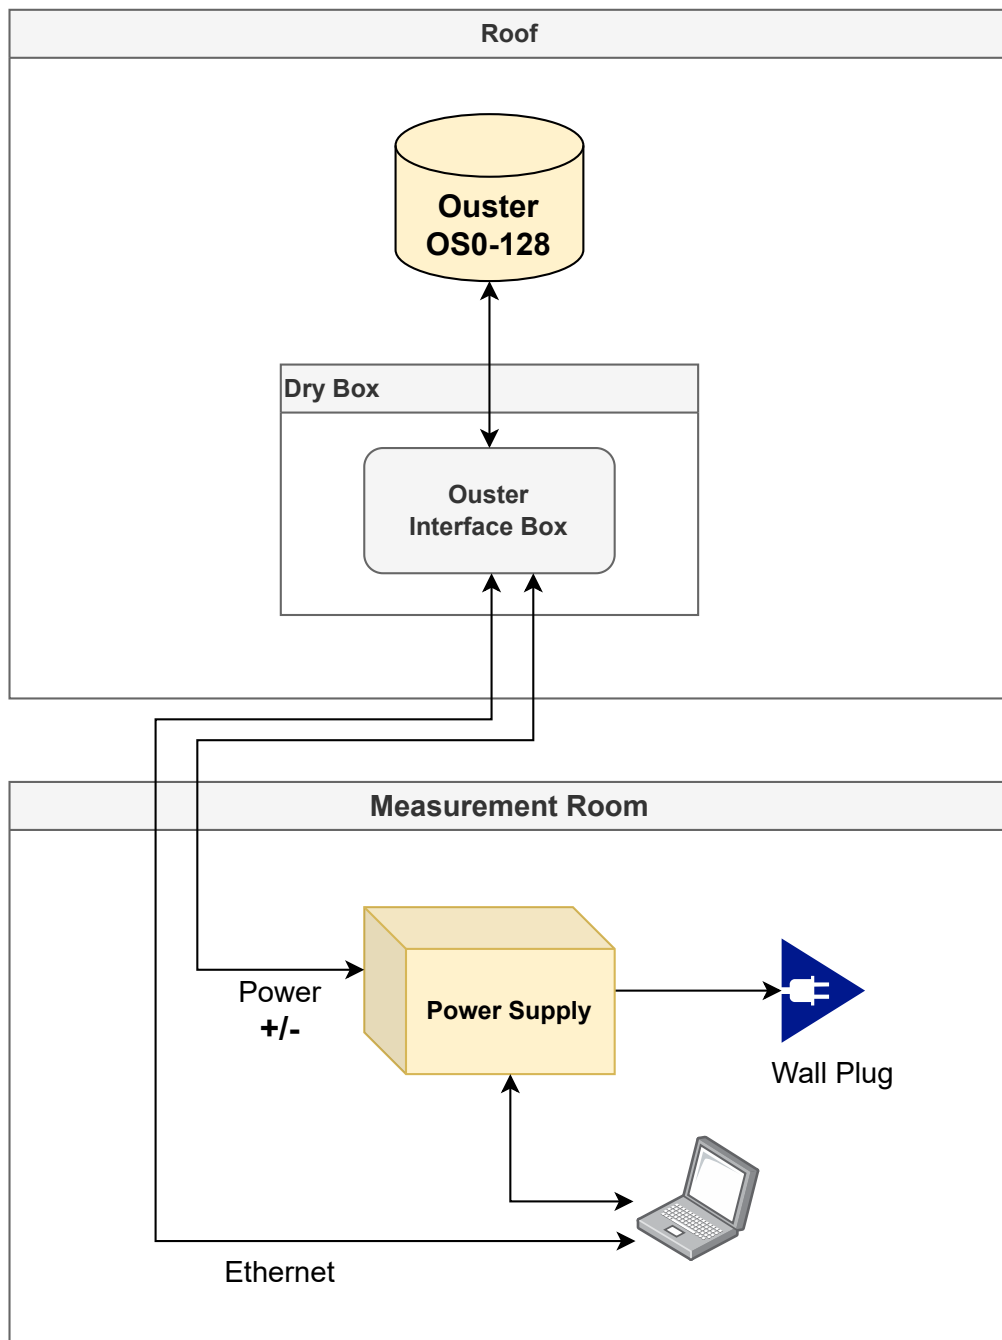 Roof
Ouster
OS0-128
Dry Box
Ouster
Interface Box
Measurement Room
Power
+/-
Power Supply
Wall Plug
Ethernet